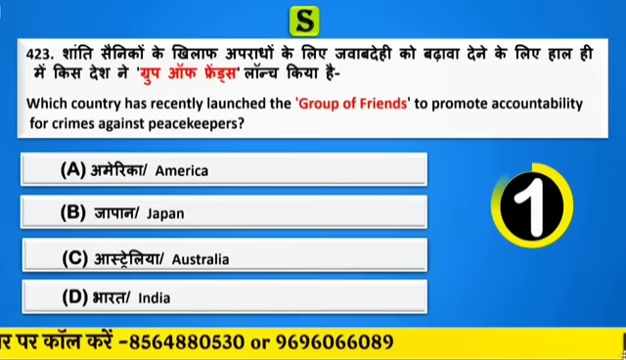 S
423. शांति सैनिकों के खिलाफ अपराधों के लिए जवाबदेही को बढ़ावा देने के लिए हाल ही
में किस देश ने 'ग्रुप ऑफ फ्रेंड्स' लॉन्च किया है-
Which country has recently launched the 'Group of Friends' to promote accountability
for crimes against peacekeepers?
(A) अमेरिका/ America
(B) जापान/ Japan
(C) आस्ट्रेलिया/ Australia
(D) भारत/ India
1
पर कॉल करें -8564880530 or 9696066089